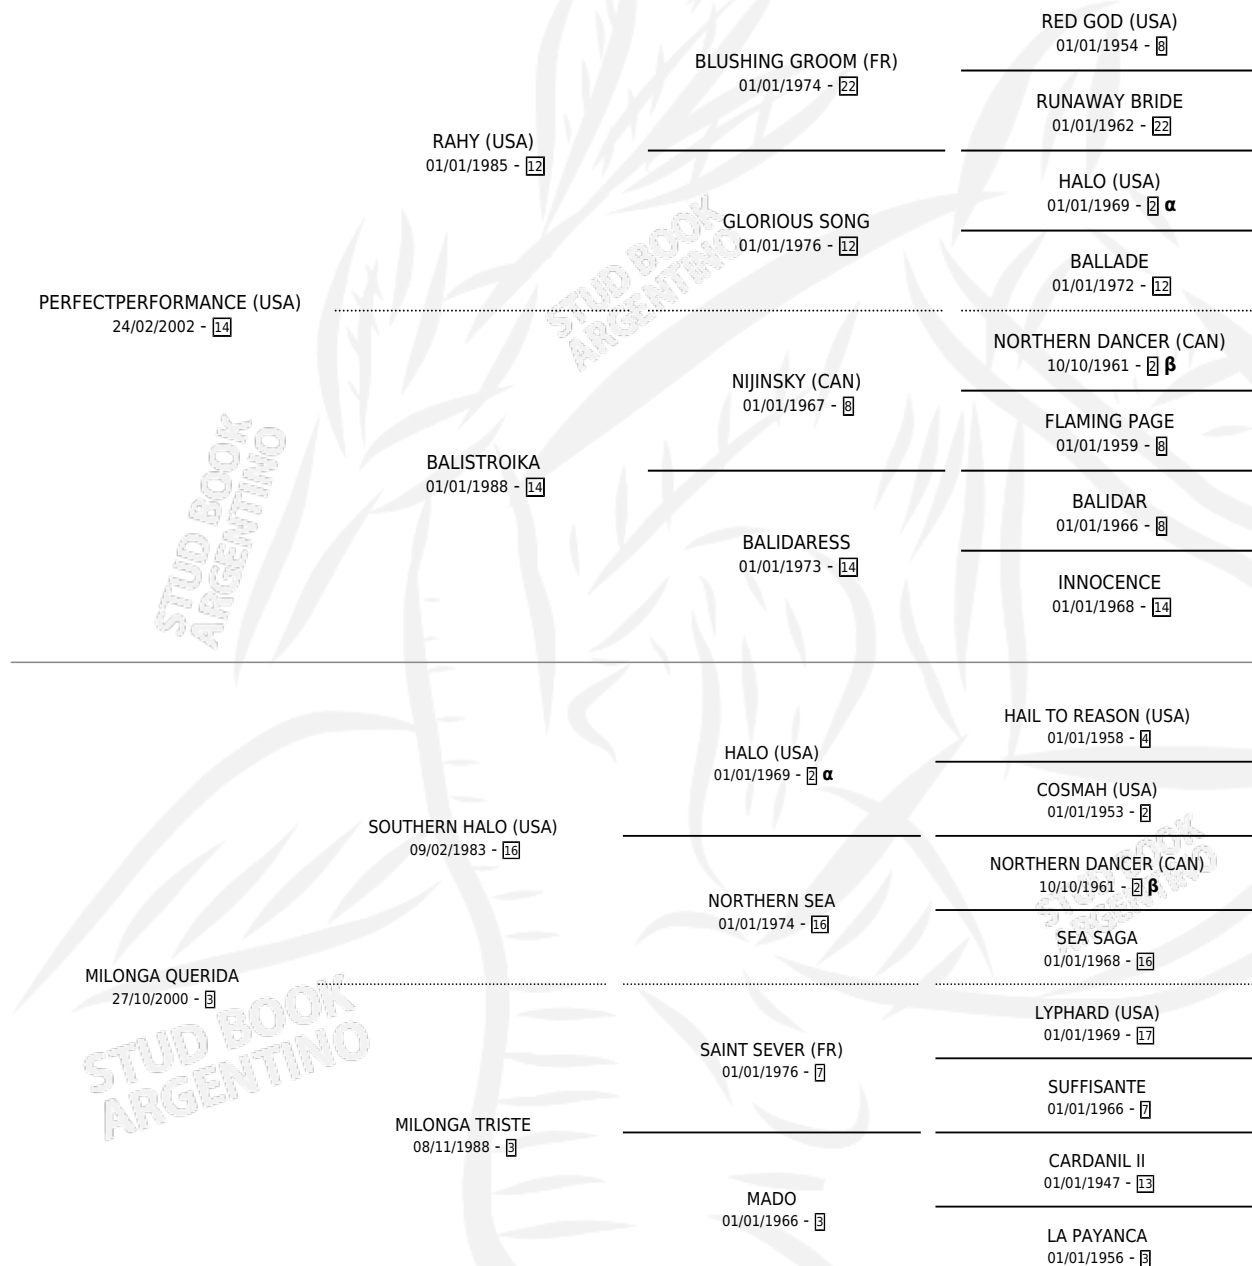 RED GOD (USA)
01/01/1954 - 8
BLUSHING GROOM (FR)
01/01/1974 - 22
RUNAWAY BRIDE
01/01/1962 - 22
RAHY (USA)
01/01/1985 - 12
HALO (USA)
01/01/1969 - 2 α
GLORIOUS SONG
01/01/1976 - 12
BALLADE
01/01/1972 - 12
PERFECTPERFORMANCE (USA)
24/02/2002 - 14
NORTHERN DANCER (CAN)
10/10/1961 - 2 β
NIJINSKY (CAN)
01/01/1967 - 8
FLAMING PAGE
01/01/1959 - 8
BALISTROIKA
01/01/1988 - 14
BALIDAR
01/01/1966 - 8
BALIDARESS
01/01/1973 - 14
INNOCENCE
01/01/1968 - 14
STUD BOOK
ARGENTINO
STUD BOOK
ARGENTINO
HAIL TO REASON (USA)
01/01/1958 - 4
HALO (USA)
01/01/1969 - 2 α
COSMAH (USA)
01/01/1953 - 2
SOUTHERN HALO (USA)
09/02/1983 - 16
NORTHERN DANCER (CAN)
10/10/1961 - 2 β
NORTHERN SEA
01/01/1974 - 16
SEA SAGA
01/01/1968 - 16
MILONGA QUERIDA
27/10/2000 - 3
LYPHARD (USA)
01/01/1969 - 17
SAINT SEVER (FR)
01/01/1976 - 7
SUFFISANTE
01/01/1966 - 7
MILONGA TRISTE
08/11/1988 - 3
CARDANIL II
01/01/1947 - 13
MADO
01/01/1966 - 3
LA PAYANCA
01/01/1956 - 3
STUD BOOK
ARGENTINO
STUD BOOK
ARGENTINO